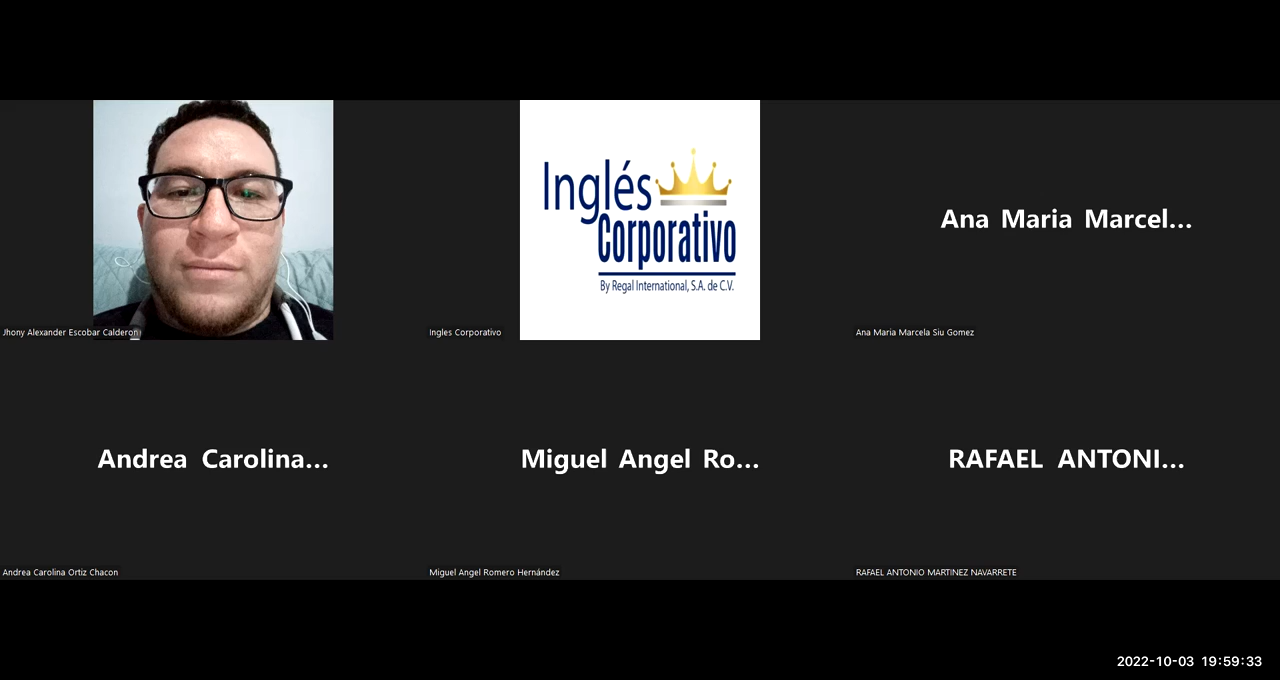 Jhony Alexander Escobar Calderon
Inglés
Corporativo
By Regal International, S.A. de C.V.
Ingles Corporativo
Ana Maria Marcel...
Ana Maria Marcela Siu Gomez
Andrea Carolina...
Andrea Carolina Ortiz Chacon
Miguel Angel Ro...
Miguel Angel Romero Hernández
RAFAEL ANTONI...
RAFAEL ANTONIO MARTINEZ NAVARRETE
2022-10-03 19:59:33